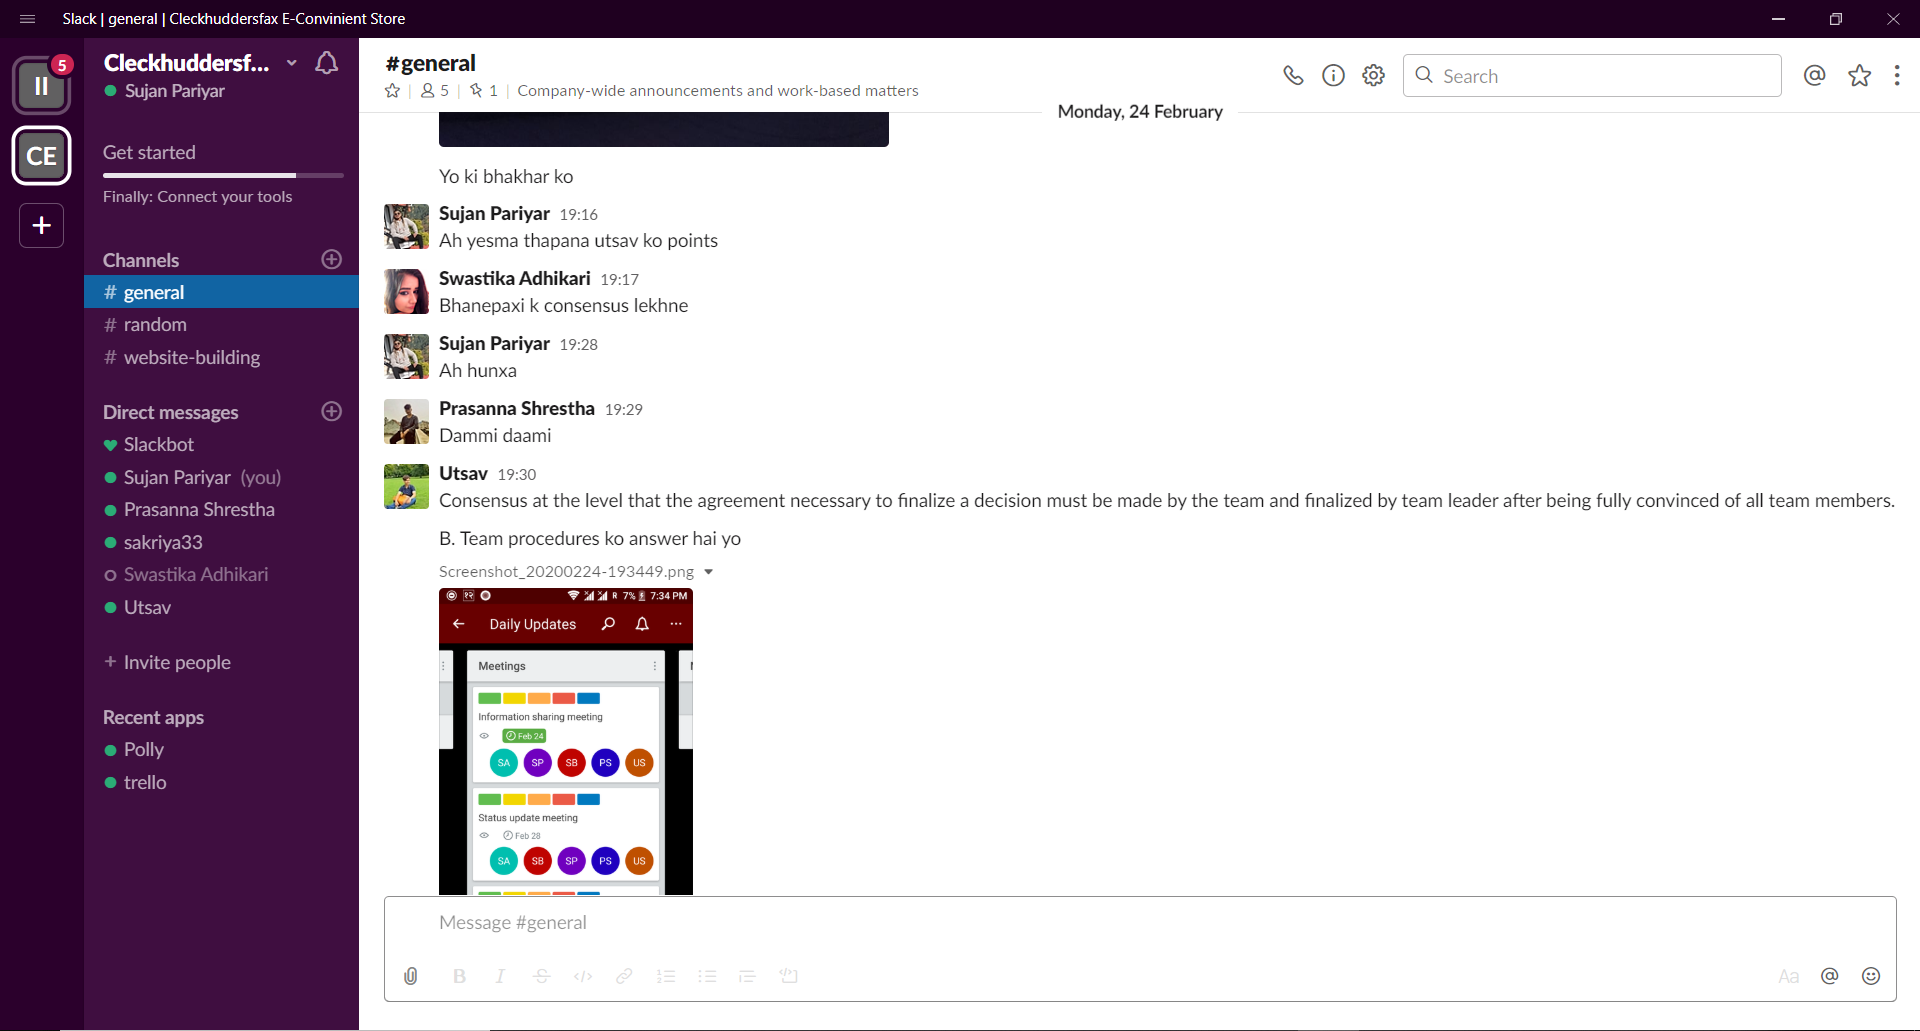 Slack | general | Cleckhuddersfax E-Convinient Store
5
II
CE
+
Cleckhuddersf...
Sujan Pariyar
Get started
Finally: Connect your tools
Channels
# general
# random
# website-building
Direct messages
Slackbot
Sujan Pariyar (you)
Prasanna Shrestha
sakriya33
Swastika Adhikari
Utsav
+ Invite people
Recent apps
Polly
trello
#general
5 | 1 | Company-wide announcements and work-based matters
Search
Monday, 24 February
Yo ki bhakhar ko
Sujan Pariyar 19:16
Ah yesma thapana utsav ko points
Swastika Adhikari 19:17
Bhanepaxi k consensus lekhne
Sujan Pariyar 19:28
Ah hunxa
Prasanna Shrestha 19:29
Dammi daami
Utsav 19:30
Consensus at the level that the agreement necessary to finalize a decision must be made by the team and finalized by team leader after being fully convinced of all team members.
B. Team procedures ko answer hai yo
Screenshot_20200224-193449.png
R 7% 7:34 PM
Daily Updates
Meetings
Information sharing meeting
Feb 24
SA SP SB PS US
Status update meeting
Feb 28
SA SB SP PS US
Message #general
B I S </> Aa @